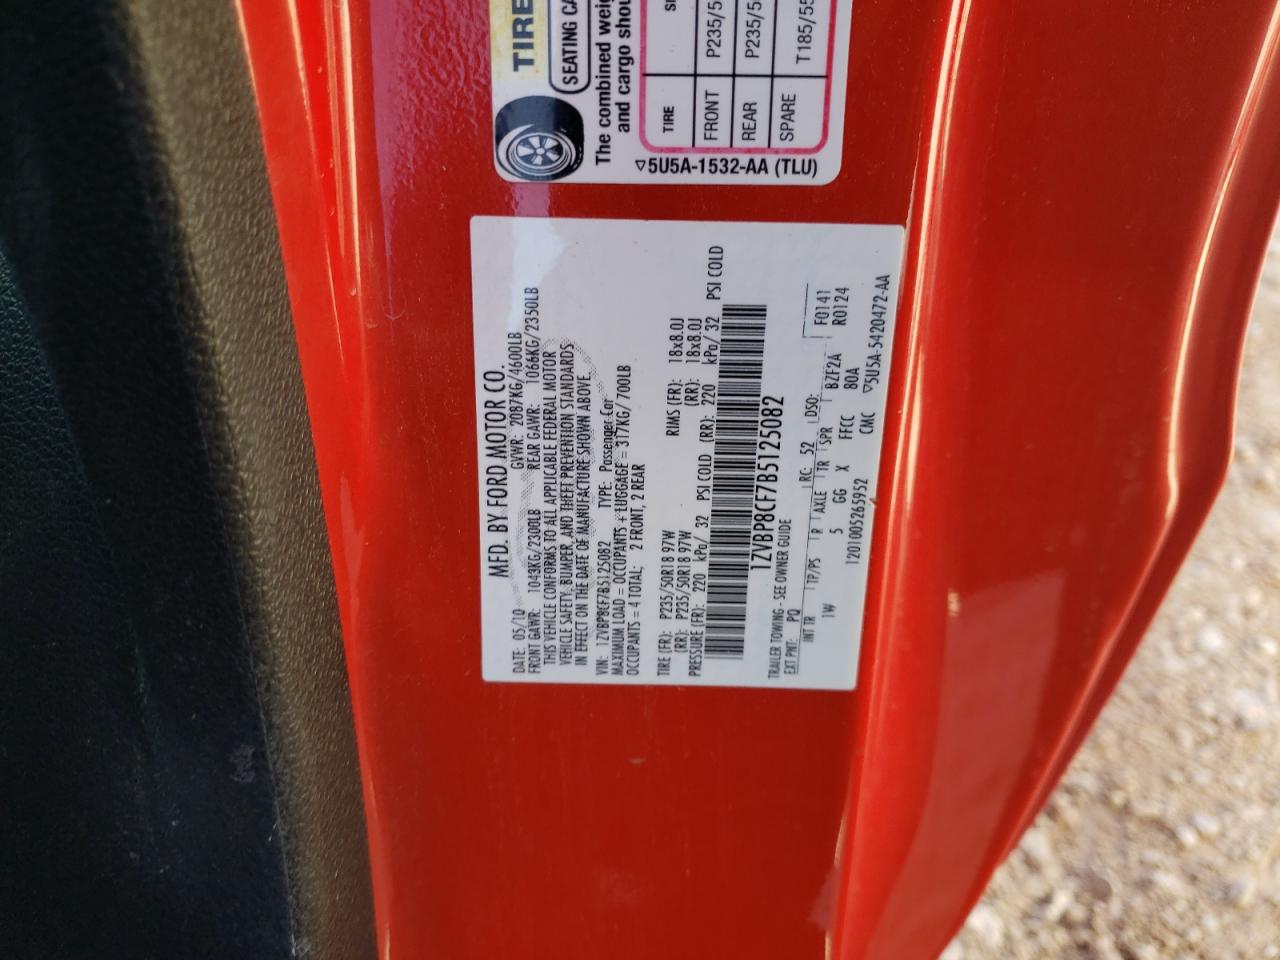 TIRE
SEATING CA
The combined weig
and cargo shou
TIRE
FRONT P235/5
REAR P235/5
SPARE T185/55
▽5U5A-1532-AA (TLU)
MFD. BY FORD MOTOR CO.
DATE: 05/10 GVWR: 2087KG/4600LB
FRONT GAWR: 1043KG/2300LB REAR GAWR: 1066KG/2350LB
THIS VEHICLE CONFORMS TO ALL APPLICABLE FEDERAL MOTOR
VEHICLE SAFETY, BUMPER, AND THEFT PREVENTION STANDARDS
IN EFFECT ON THE DATE OF MANUFACTURE SHOWN ABOVE.
VIN: 1ZVBP8CF7B5125082 TYPE: Passenger Car
MAXIMUM LOAD = OCCUPANTS + LUGGAGE = 317KG/ 700LB
OCCUPANTS = 4 TOTAL: 2 FRONT, 2 REAR
TIRE (FR): P235/50R18 97W RIMS (FR): 18x8.0J
(RR): P235/50R18 97W (RR): 18x8.0J
PRESSURE (FR): 220 kPa/ 32 PSI COLD (RR): 220 kPa/ 32 PSI COLD
1ZVBP8CF7B5125082
TRAILER TOWING - SEE OWNER GUIDE
EXT PNT: PQ RC: 52 DSO: F0141
INT TR TP/PS R AXLE TR SPR BZF2A R0124
1W 5 GG X FFCC 80A
1201005265952 CMC ▽5U5A-5420472-AA